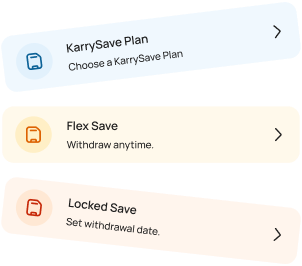 KarrySave Plan
Choose a KarrySave Plan
Flex Save
Withdraw anytime.
Locked Save
Set withdrawal date.